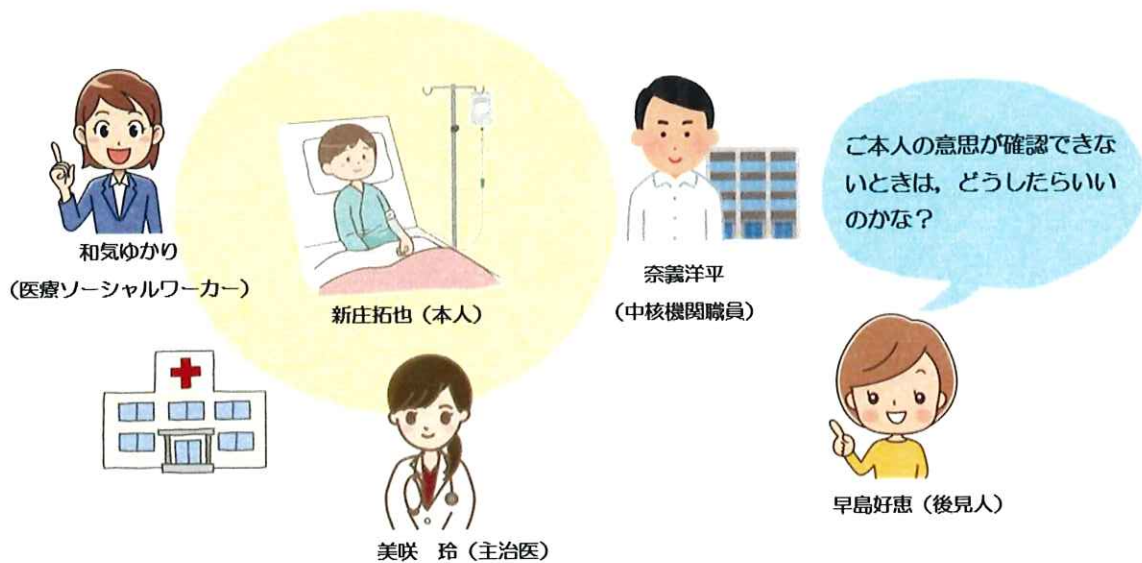 和気ゆかり
（医療ソーシャルワーカー）
新庄拓也（本人）
奈義洋平
（中核機関職員）
ご本人の意思が確認できな
いときは，どうしたらいい
のかな？
美咲　玲（主治医）
早島好恵（後見人）